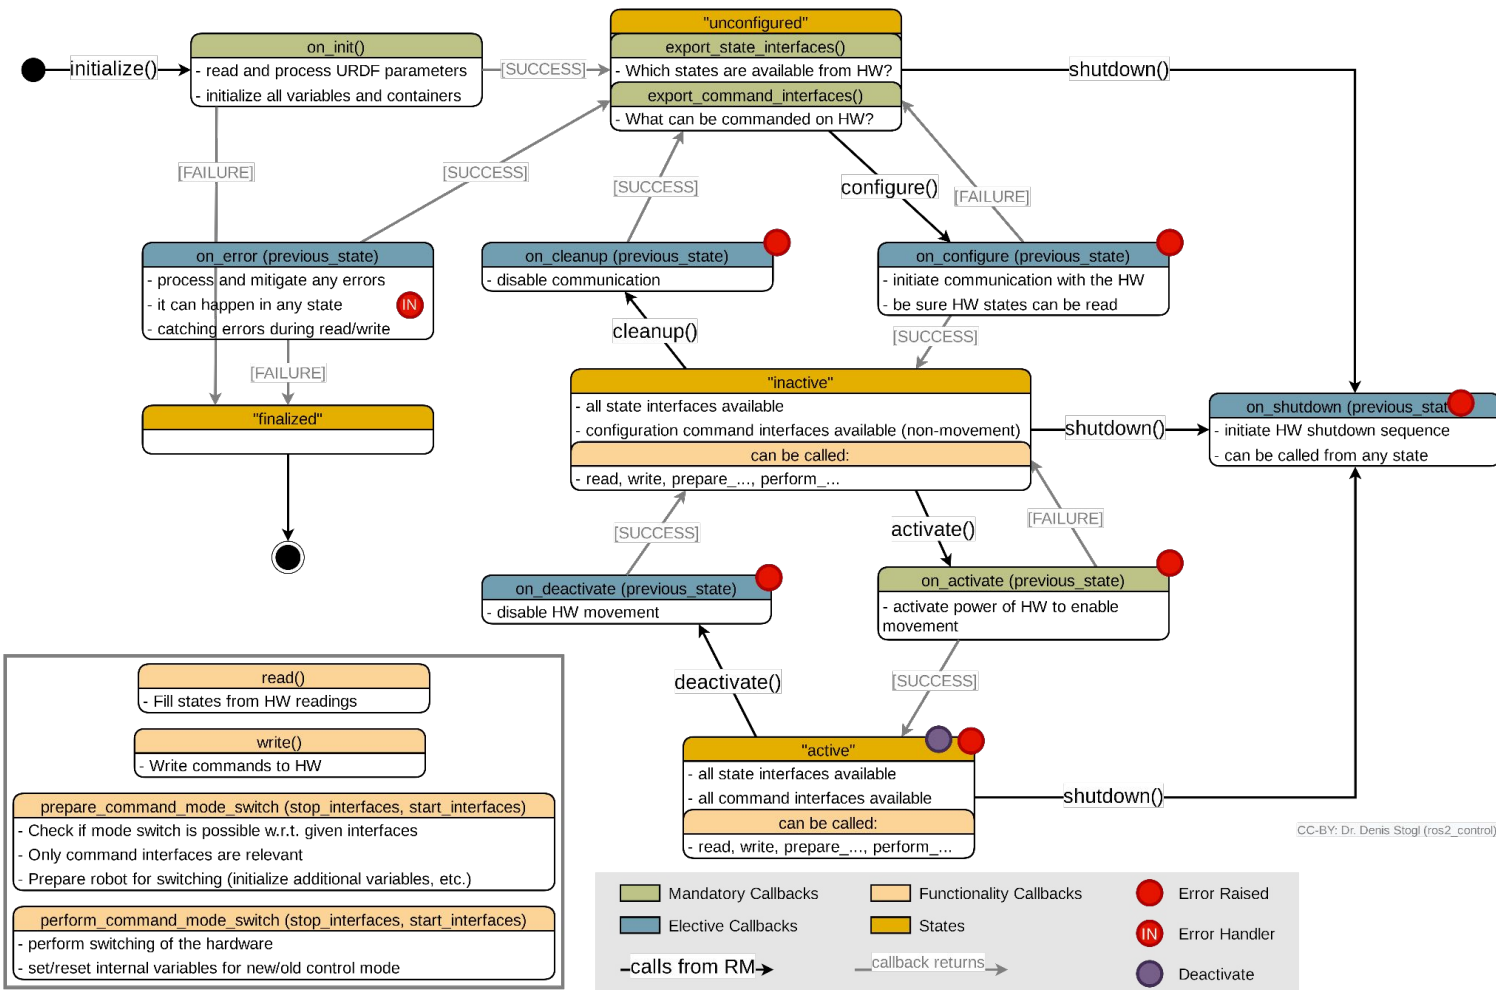 "unconfigured"
on_init()
export_state_interfaces()
initialize()
- read and process URDF parameters
[SUCCESS]
- Which states are available from HW?
shutdown()
- initialize all variables and containers
export_command_interfaces()
- What can be commanded on HW?
[FAILURE]
[SUCCESS]
[SUCCESS]
configure()
[FAILURE]
on_error (previous_state)
- process and mitigate any errors
- it can happen in any state
IN
- catching errors during read/write
on_cleanup (previous_state)
- disable communication
on_configure (previous_state)
- initiate communication with the HW
- be sure HW states can be read
cleanup()
[SUCCESS]
[FAILURE]
"finalized"
"inactive"
- all state interfaces available
- configuration command interfaces available (non-movement)
can be called:
- read, write, prepare_..., perform_...
shutdown()
on_shutdown (previous_stat
- initiate HW shutdown sequence
- can be called from any state
[SUCCESS]
activate()
[FAILURE]
on_deactivate (previous_state)
- disable HW movement
on_activate (previous_state)
- activate power of HW to enable
movement
deactivate()
[SUCCESS]
"active"
- all state interfaces available
- all command interfaces available
can be called:
- read, write, prepare_..., perform_...
shutdown()
CC-BY: Dr. Denis Stogl (ros2_control)
read()
- Fill states from HW readings
write()
- Write commands to HW
prepare_command_mode_switch (stop_interfaces, start_interfaces)
- Check if mode switch is possible w.r.t. given interfaces
- Only command interfaces are relevant
- Prepare robot for switching (initialize additional variables, etc.)
perform_command_mode_switch (stop_interfaces, start_interfaces)
- perform switching of the hardware
- set/reset internal variables for new/old control mode
Mandatory Callbacks
Functionality Callbacks
Error Raised
Elective Callbacks
States
IN Error Handler
calls from RM
callback returns
Deactivate